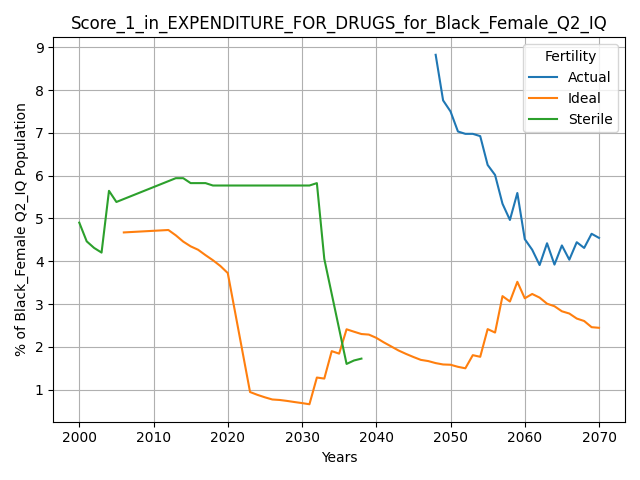 Score_1_in_EXPENDITURE_FOR_DRUGS_for_Black_Female_Q2_IQ
% of Black_Female Q2_IQ Population
9
8
7
6
5
4
3
2
1
Fertility
Actual
Ideal
Sterile
2000 2010 2020 2030 2040 2050 2060 2070
Years